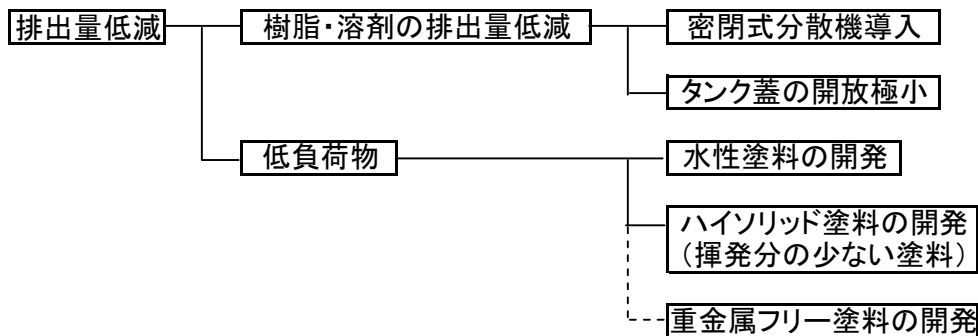 排出量低減
樹脂・溶剤の排出量低減
密閉式分散機導入
タンク蓋の開放極小
低負荷物
水性塗料の開発
ハイソリッド塗料の開発
（揮発分の少ない塗料）
重金属フリー塗料の開発